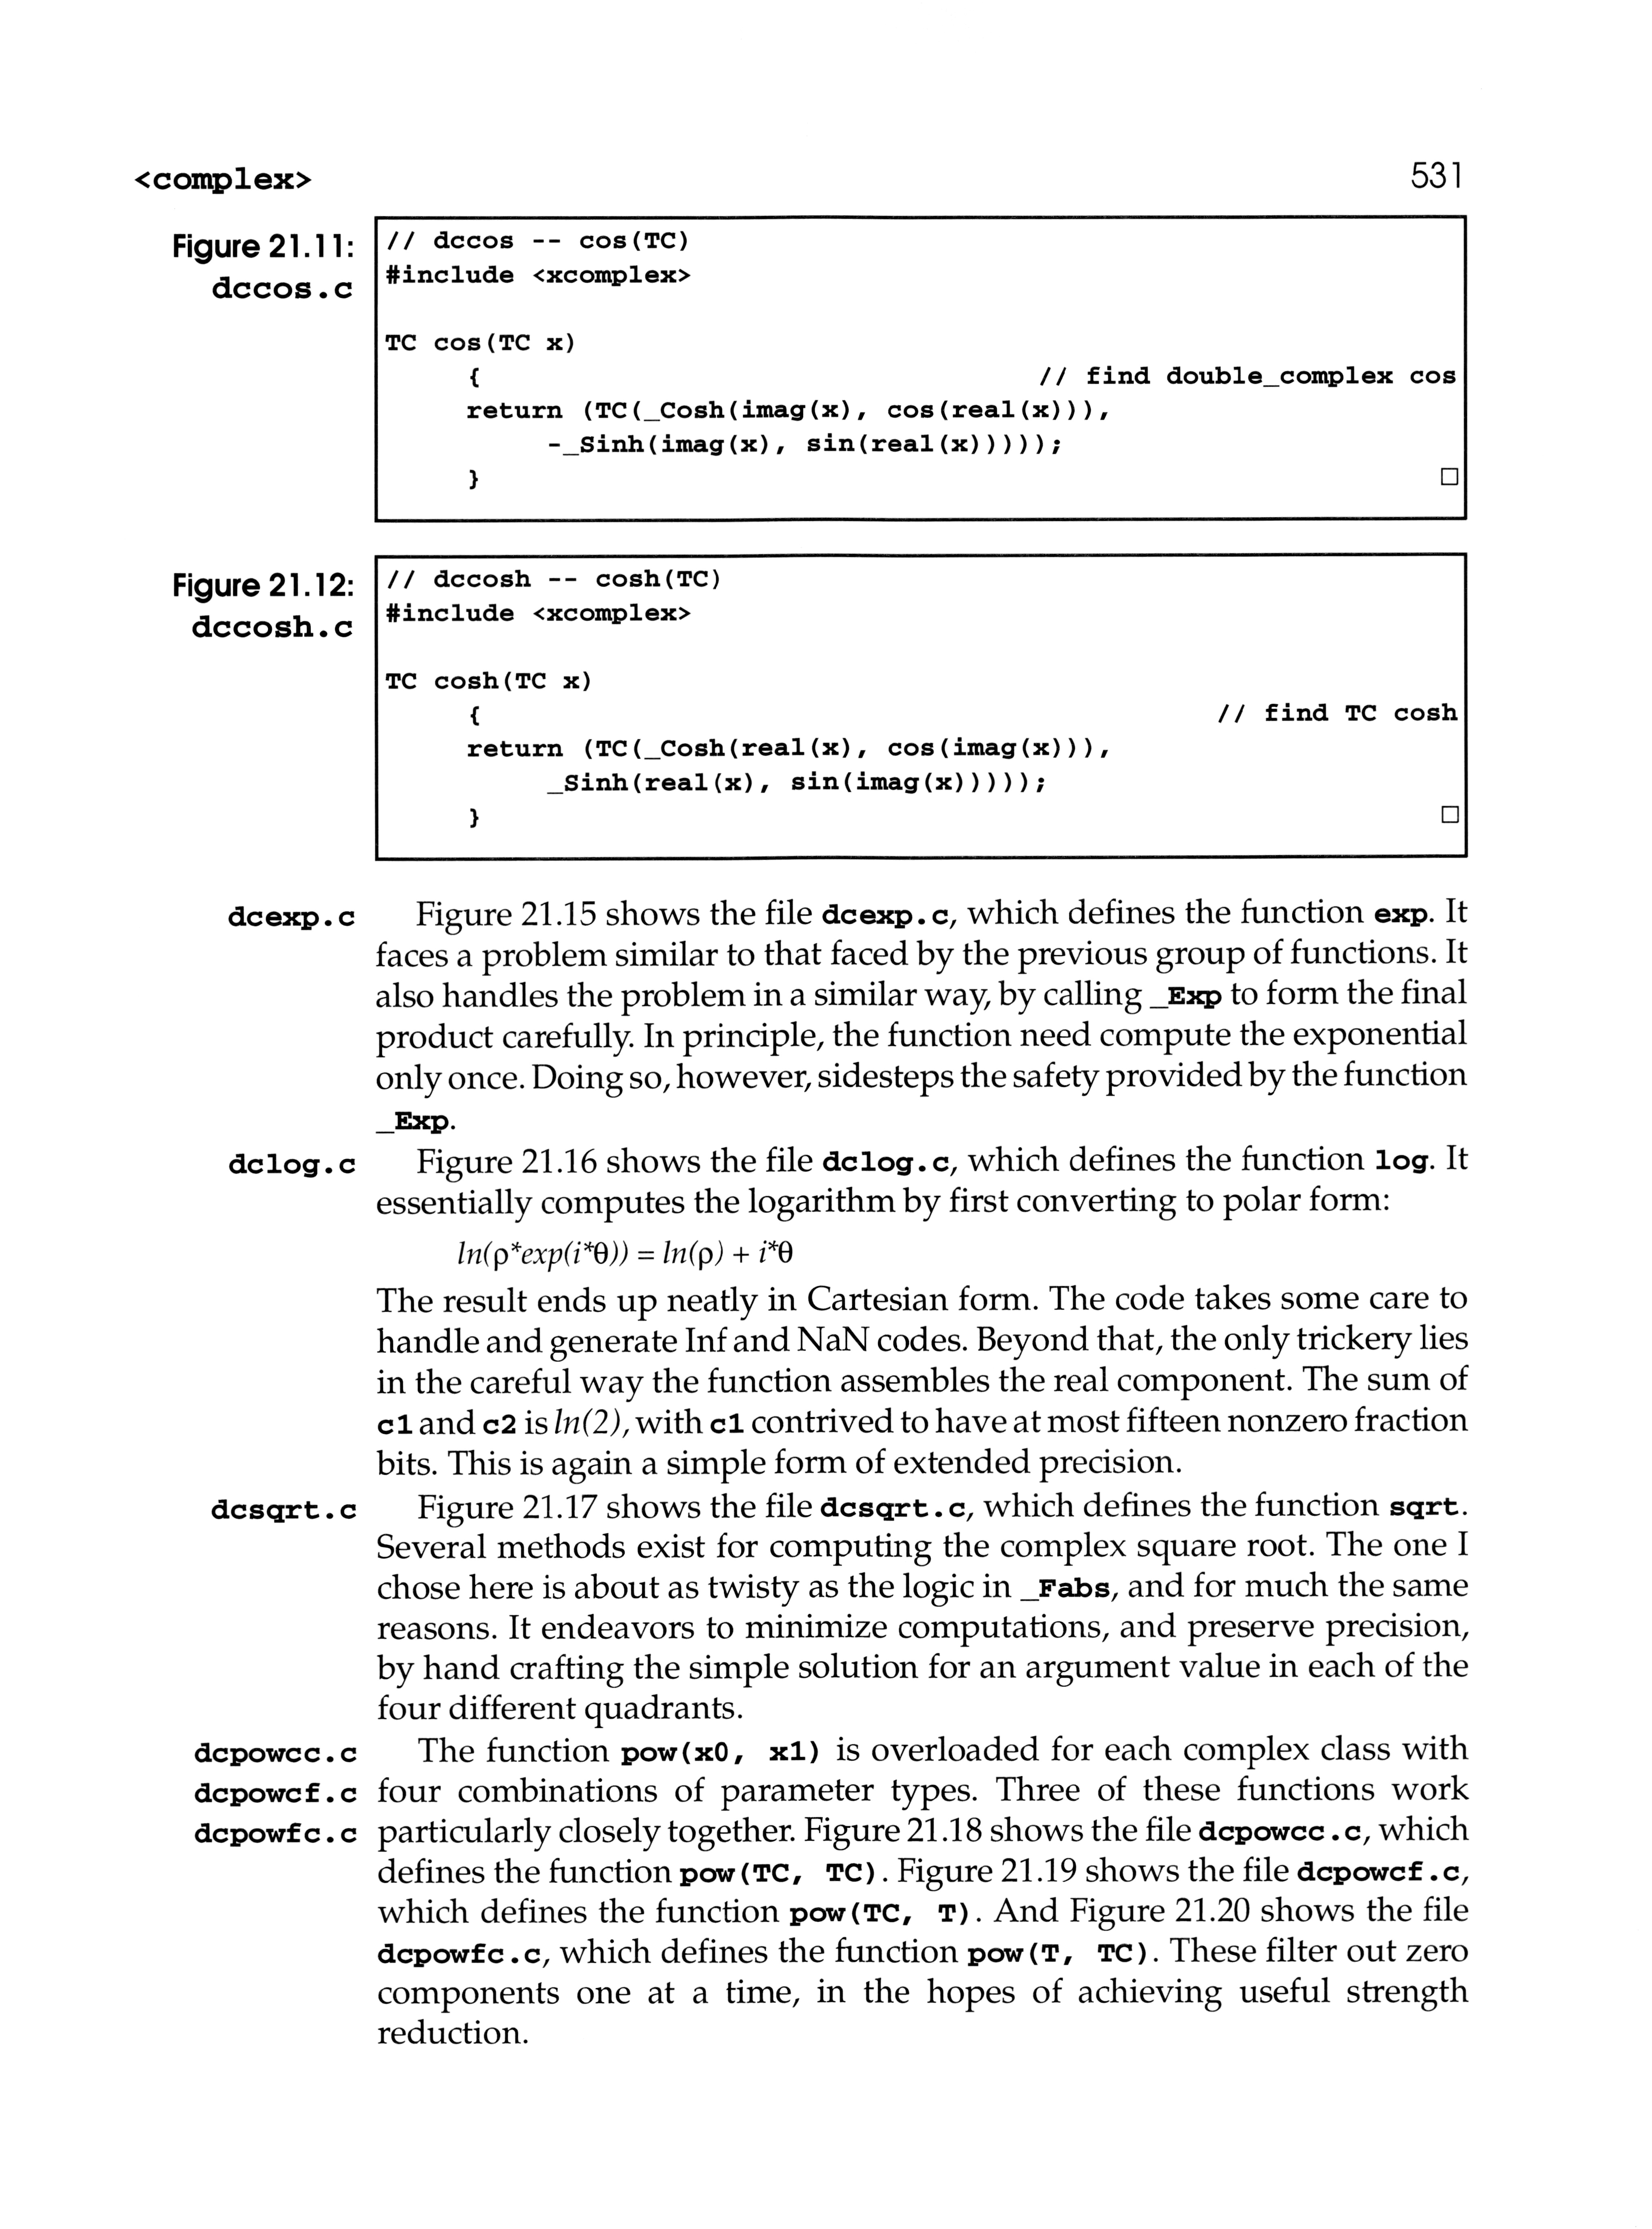 <complex>
531
Figure 21.11:
dccos.c
// dccos -- cos(TC)
#include <xcomplex>
TC cos(TC x)
{ // find double_complex cos
return (TC(_Cosh(imag(x), cos(real(x))),
-_Sinh(imag(x), sin(real(x)))));
}
Figure 21.12:
dccosh.c
// dccosh -- cosh(TC)
#include <xcomplex>
TC cosh(TC x)
{ // find TC cosh
return (TC(_Cosh(real(x), cos(imag(x))),
_Sinh(real(x), sin(imag(x)))));
}
dcexp.c Figure 21.15 shows the file dcexp.c, which defines the function exp. It
faces a problem similar to that faced by the previous group of functions. It
also handles the problem in a similar way, by calling _Exp to form the final
product carefully. In principle, the function need compute the exponential
only once. Doing so, however, sidesteps the safety provided by the function
_Exp.
dclog.c Figure 21.16 shows the file dclog.c, which defines the function log. It
essentially computes the logarithm by first converting to polar form:
ln(ρ*exp(i*θ)) = ln(ρ) + i*θ
The result ends up neatly in Cartesian form. The code takes some care to
handle and generate Inf and NaN codes. Beyond that, the only trickery lies
in the careful way the function assembles the real component. The sum of
c1 and c2 is ln(2), with c1 contrived to have at most fifteen nonzero fraction
bits. This is again a simple form of extended precision.
dcsqrt.c Figure 21.17 shows the file dcsqrt.c, which defines the function sqrt.
Several methods exist for computing the complex square root. The one I
chose here is about as twisty as the logic in _Fabs, and for much the same
reasons. It endeavors to minimize computations, and preserve precision,
by hand crafting the simple solution for an argument value in each of the
four different quadrants.
dcpowcc.c The function pow(x0, x1) is overloaded for each complex class with
dcpowcf.c four combinations of parameter types. Three of these functions work
dcpowfc.c particularly closely together. Figure 21.18 shows the file dcpowcc.c, which
defines the function pow(TC, TC). Figure 21.19 shows the file dcpowcf.c,
which defines the function pow(TC, T). And Figure 21.20 shows the file
dcpowfc.c, which defines the function pow(T, TC). These filter out zero
components one at a time, in the hopes of achieving useful strength
reduction.